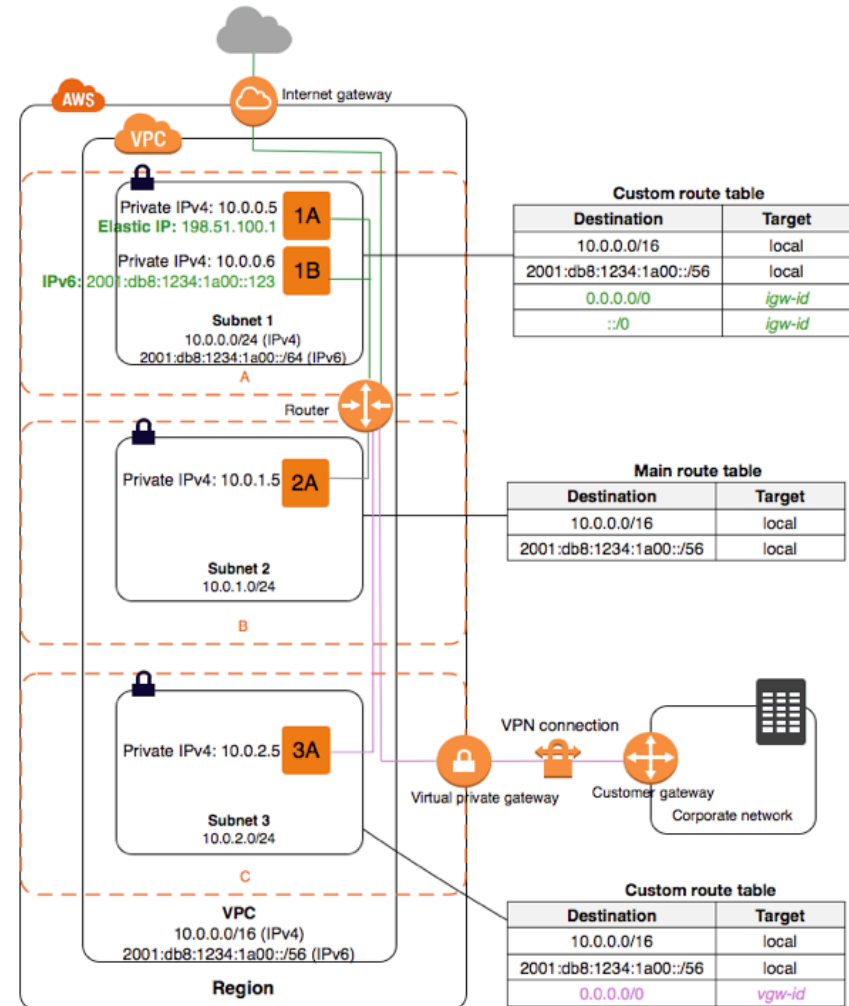 Internet gateway
AWS
VPC
Private IPv4: 10.0.0.5
Elastic IP: 198.51.100.1
1A
Private IPv4: 10.0.0.6
IPv6: 2001:db8:1234:1a00::123
1B
Subnet 1
10.0.0.0/24 (IPv4)
2001:db8:1234:1a00::/64 (IPv6)
A
Custom route table
Destination Target
10.0.0.0/16 local
2001:db8:1234:1a00::/56 local
0.0.0.0/0 igw-id
::/0 igw-id
Router
Private IPv4: 10.0.1.5
2A
Subnet 2
10.0.1.0/24
B
Main route table
Destination Target
10.0.0.0/16 local
2001:db8:1234:1a00::/56 local
Private IPv4: 10.0.2.5
3A
Subnet 3
10.0.2.0/24
C
VPN connection
Virtual private gateway
Customer gateway
Corporate network
VPC
10.0.0.0/16 (IPv4)
2001:db8:1234:1a00::/56 (IPv6)
Region
Custom route table
Destination Target
10.0.0.0/16 local
2001:db8:1234:1a00::/56 local
0.0.0.0/0 vgw-id